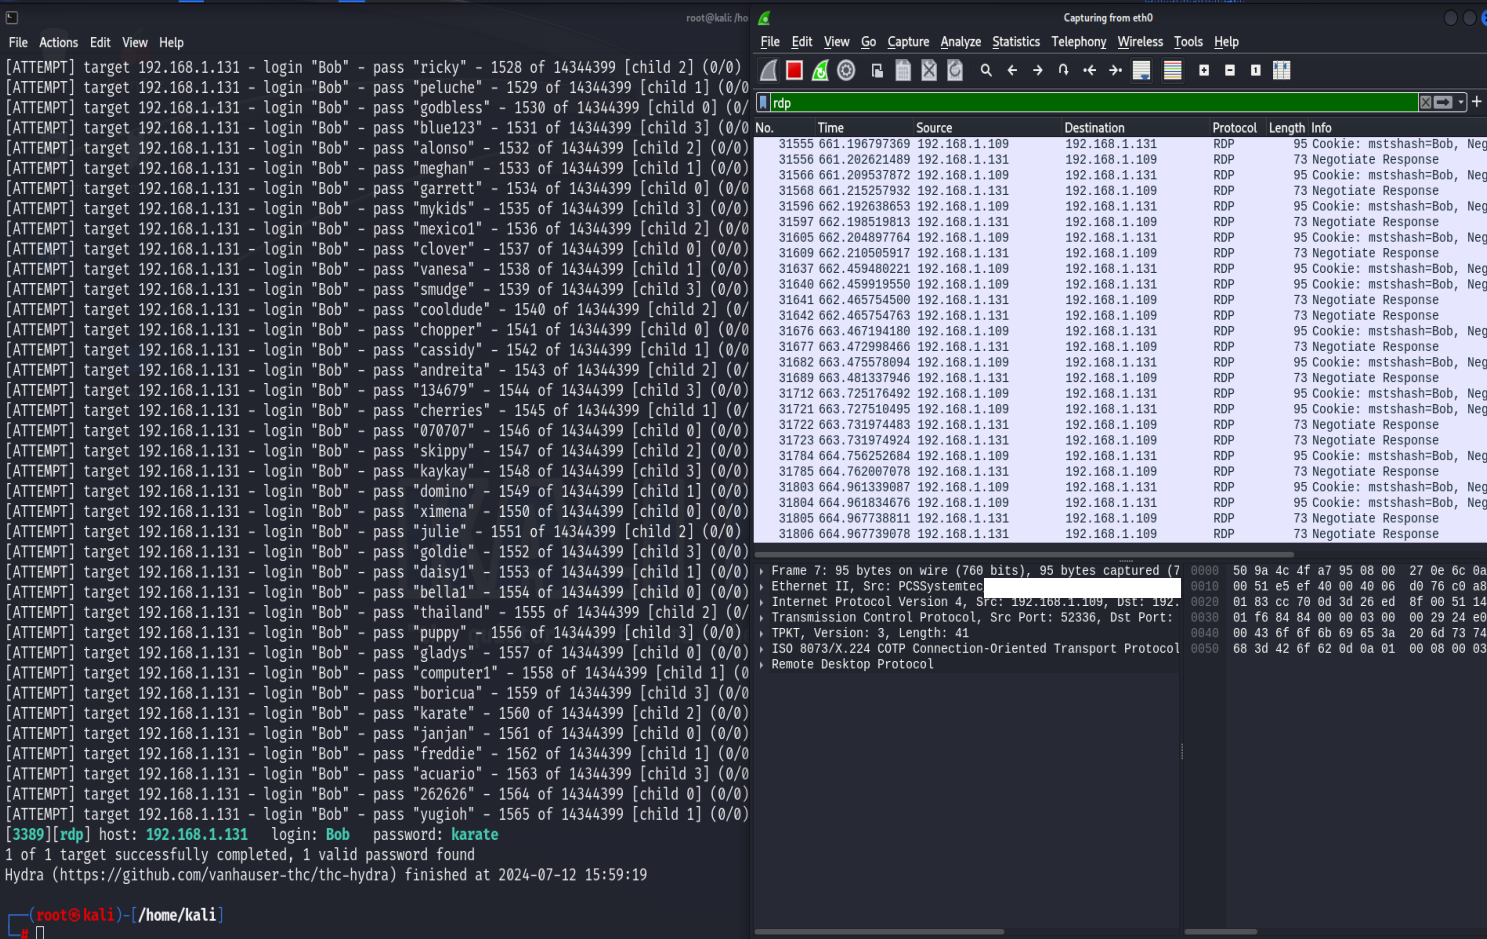 root@kali: /ho
File Actions Edit View Help
[ATTEMPT] target 192.168.1.131 - login "Bob" - pass "ricky" - 1528 of 14344399 [child 2] (0/0)
[ATTEMPT] target 192.168.1.131 - login "Bob" - pass "peluche" - 1529 of 14344399 [child 1] (0/0
[ATTEMPT] target 192.168.1.131 - login "Bob" - pass "godbless" - 1530 of 14344399 [child 0] (0/
[ATTEMPT] target 192.168.1.131 - login "Bob" - pass "blue123" - 1531 of 14344399 [child 3] (0/0
[ATTEMPT] target 192.168.1.131 - login "Bob" - pass "alonso" - 1532 of 14344399 [child 2] (0/0)
[ATTEMPT] target 192.168.1.131 - login "Bob" - pass "meghan" - 1533 of 14344399 [child 1] (0/0)
[ATTEMPT] target 192.168.1.131 - login "Bob" - pass "garrett" - 1534 of 14344399 [child 0] (0/0
[ATTEMPT] target 192.168.1.131 - login "Bob" - pass "mykids" - 1535 of 14344399 [child 3] (0/0)
[ATTEMPT] target 192.168.1.131 - login "Bob" - pass "mexico1" - 1536 of 14344399 [child 2] (0/0
[ATTEMPT] target 192.168.1.131 - login "Bob" - pass "clover" - 1537 of 14344399 [child 0] (0/0)
[ATTEMPT] target 192.168.1.131 - login "Bob" - pass "vanesa" - 1538 of 14344399 [child 1] (0/0)
[ATTEMPT] target 192.168.1.131 - login "Bob" - pass "smudge" - 1539 of 14344399 [child 3] (0/0)
[ATTEMPT] target 192.168.1.131 - login "Bob" - pass "cooldude" - 1540 of 14344399 [child 2] (0/
[ATTEMPT] target 192.168.1.131 - login "Bob" - pass "chopper" - 1541 of 14344399 [child 0] (0/0
[ATTEMPT] target 192.168.1.131 - login "Bob" - pass "cassidy" - 1542 of 14344399 [child 1] (0/0
[ATTEMPT] target 192.168.1.131 - login "Bob" - pass "andreita" - 1543 of 14344399 [child 2] (0/
[ATTEMPT] target 192.168.1.131 - login "Bob" - pass "134679" - 1544 of 14344399 [child 3] (0/0)
[ATTEMPT] target 192.168.1.131 - login "Bob" - pass "cherries" - 1545 of 14344399 [child 1] (0/
[ATTEMPT] target 192.168.1.131 - login "Bob" - pass "070707" - 1546 of 14344399 [child 0] (0/0)
[ATTEMPT] target 192.168.1.131 - login "Bob" - pass "skippy" - 1547 of 14344399 [child 2] (0/0)
[ATTEMPT] target 192.168.1.131 - login "Bob" - pass "kaykay" - 1548 of 14344399 [child 3] (0/0)
[ATTEMPT] target 192.168.1.131 - login "Bob" - pass "domino" - 1549 of 14344399 [child 1] (0/0)
[ATTEMPT] target 192.168.1.131 - login "Bob" - pass "ximena" - 1550 of 14344399 [child 0] (0/0)
[ATTEMPT] target 192.168.1.131 - login "Bob" - pass "julie" - 1551 of 14344399 [child 2] (0/0)
[ATTEMPT] target 192.168.1.131 - login "Bob" - pass "goldie" - 1552 of 14344399 [child 3] (0/0)
[ATTEMPT] target 192.168.1.131 - login "Bob" - pass "daisy1" - 1553 of 14344399 [child 1] (0/0)
[ATTEMPT] target 192.168.1.131 - login "Bob" - pass "bella1" - 1554 of 14344399 [child 0] (0/0)
[ATTEMPT] target 192.168.1.131 - login "Bob" - pass "thailand" - 1555 of 14344399 [child 2] (0/
[ATTEMPT] target 192.168.1.131 - login "Bob" - pass "puppy" - 1556 of 14344399 [child 3] (0/0)
[ATTEMPT] target 192.168.1.131 - login "Bob" - pass "gladys" - 1557 of 14344399 [child 0] (0/0)
[ATTEMPT] target 192.168.1.131 - login "Bob" - pass "computer1" - 1558 of 14344399 [child 1] (0
[ATTEMPT] target 192.168.1.131 - login "Bob" - pass "boricua" - 1559 of 14344399 [child 3] (0/0
[ATTEMPT] target 192.168.1.131 - login "Bob" - pass "karate" - 1560 of 14344399 [child 2] (0/0)
[ATTEMPT] target 192.168.1.131 - login "Bob" - pass "janjan" - 1561 of 14344399 [child 0] (0/0)
[ATTEMPT] target 192.168.1.131 - login "Bob" - pass "freddie" - 1562 of 14344399 [child 1] (0/0
[ATTEMPT] target 192.168.1.131 - login "Bob" - pass "acuario" - 1563 of 14344399 [child 3] (0/0
[ATTEMPT] target 192.168.1.131 - login "Bob" - pass "262626" - 1564 of 14344399 [child 0] (0/0)
[ATTEMPT] target 192.168.1.131 - login "Bob" - pass "yugioh" - 1565 of 14344399 [child 1] (0/0)
[3389][rdp] host: 192.168.1.131 login: Bob password: karate
1 of 1 target successfully completed, 1 valid password found
Hydra (https://github.com/vanhauser-thc/thc-hydra) finished at 2024-07-12 15:59:19
(root㉿kali)-[/home/kali]
#
Capturing from eth0
File Edit View Go Capture Analyze Statistics Telephony Wireless Tools Help
rdp
No. Time Source Destination Protocol Length Info
31555 661.196797369 192.168.1.109 192.168.1.131 RDP 95 Cookie: mstshash=Bob, Neg
31556 661.202621489 192.168.1.131 192.168.1.109 RDP 73 Negotiate Response
31566 661.209537872 192.168.1.109 192.168.1.131 RDP 95 Cookie: mstshash=Bob, Neg
31568 661.215257932 192.168.1.131 192.168.1.109 RDP 73 Negotiate Response
31596 662.192638653 192.168.1.109 192.168.1.131 RDP 95 Cookie: mstshash=Bob, Neg
31597 662.198519813 192.168.1.131 192.168.1.109 RDP 73 Negotiate Response
31605 662.204897764 192.168.1.109 192.168.1.131 RDP 95 Cookie: mstshash=Bob, Neg
31609 662.210505917 192.168.1.131 192.168.1.109 RDP 73 Negotiate Response
31637 662.459480221 192.168.1.109 192.168.1.131 RDP 95 Cookie: mstshash=Bob, Neg
31640 662.459919550 192.168.1.109 192.168.1.131 RDP 95 Cookie: mstshash=Bob, Neg
31641 662.465754500 192.168.1.131 192.168.1.109 RDP 73 Negotiate Response
31642 662.465754763 192.168.1.131 192.168.1.109 RDP 73 Negotiate Response
31676 663.467194180 192.168.1.109 192.168.1.131 RDP 95 Cookie: mstshash=Bob, Neg
31677 663.472998466 192.168.1.131 192.168.1.109 RDP 73 Negotiate Response
31682 663.475578094 192.168.1.109 192.168.1.131 RDP 95 Cookie: mstshash=Bob, Neg
31689 663.481337946 192.168.1.131 192.168.1.109 RDP 73 Negotiate Response
31712 663.725176492 192.168.1.109 192.168.1.131 RDP 95 Cookie: mstshash=Bob, Neg
31721 663.727510495 192.168.1.109 192.168.1.131 RDP 95 Cookie: mstshash=Bob, Neg
31722 663.731974483 192.168.1.131 192.168.1.109 RDP 73 Negotiate Response
31723 663.731974924 192.168.1.131 192.168.1.109 RDP 73 Negotiate Response
31784 664.756252684 192.168.1.109 192.168.1.131 RDP 95 Cookie: mstshash=Bob, Neg
31785 664.762007078 192.168.1.131 192.168.1.109 RDP 73 Negotiate Response
31803 664.961339087 192.168.1.109 192.168.1.131 RDP 95 Cookie: mstshash=Bob, Neg
31804 664.961834676 192.168.1.109 192.168.1.131 RDP 95 Cookie: mstshash=Bob, Neg
31805 664.967738811 192.168.1.131 192.168.1.109 RDP 73 Negotiate Response
31806 664.967739078 192.168.1.131 192.168.1.109 RDP 73 Negotiate Response
Frame 7: 95 bytes on wire (760 bits), 95 bytes captured (7
Ethernet II, Src: PCSSystemtec
Internet Protocol Version 4, Src: 192.168.1.109, Dst: 192.
Transmission Control Protocol, Src Port: 52336, Dst Port:
TPKT, Version: 3, Length: 41
ISO 8073/X.224 COTP Connection-Oriented Transport Protocol
Remote Desktop Protocol
0000 50 9a 4c 4f a7 95 08 00 27 0e 6c 0a
0010 00 51 e5 ef 40 00 40 06 d0 76 c0 a8
0020 01 83 cc 70 0d 3d 26 ed 8f 00 51 14
0030 01 f6 84 84 00 00 03 00 00 29 24 e0
0040 00 43 6f 6f 6b 69 65 3a 20 6d 73 74
0050 68 3d 42 6f 62 0d 0a 01 00 08 00 03